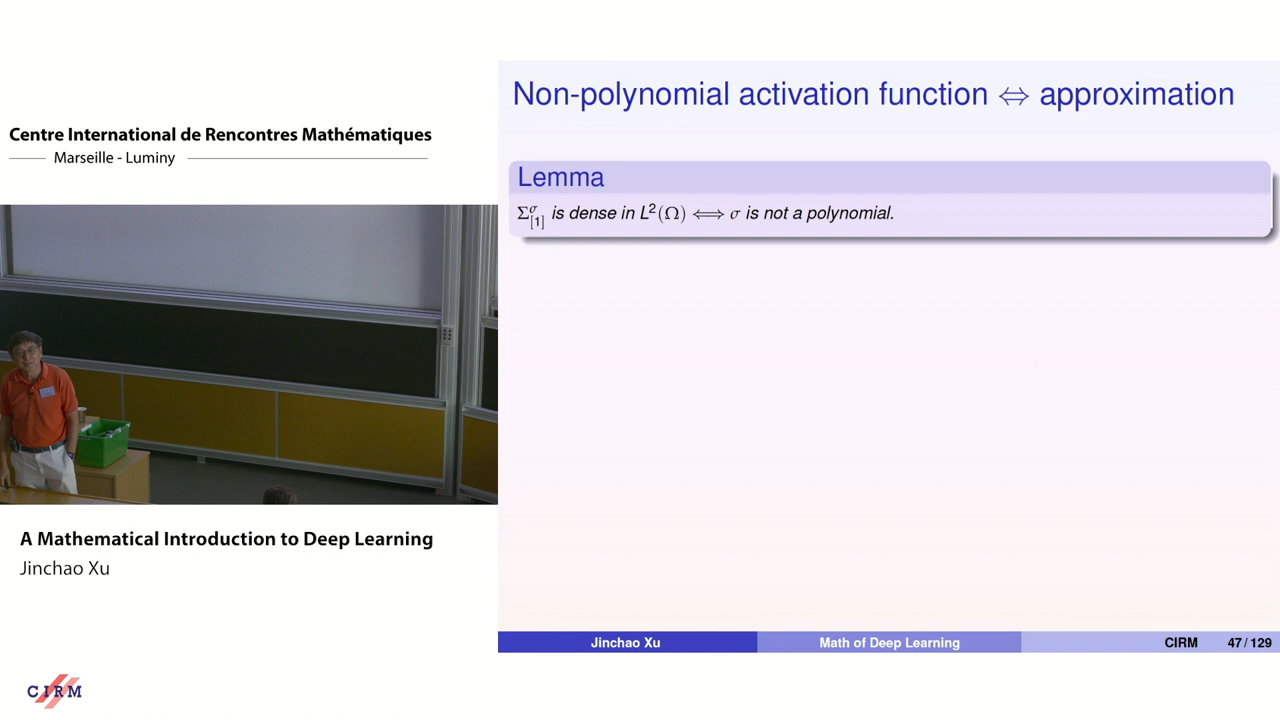 Centre International de Rencontres Mathématiques
Marseille - Luminy
A Mathematical Introduction to Deep Learning
Jinchao Xu
CIRM
Non-polynomial activation function ⇔ approximation
Lemma
Σ^σ_[1] is dense in L²(Ω) ⟺ σ is not a polynomial.
Jinchao Xu Math of Deep Learning CIRM 47 / 129